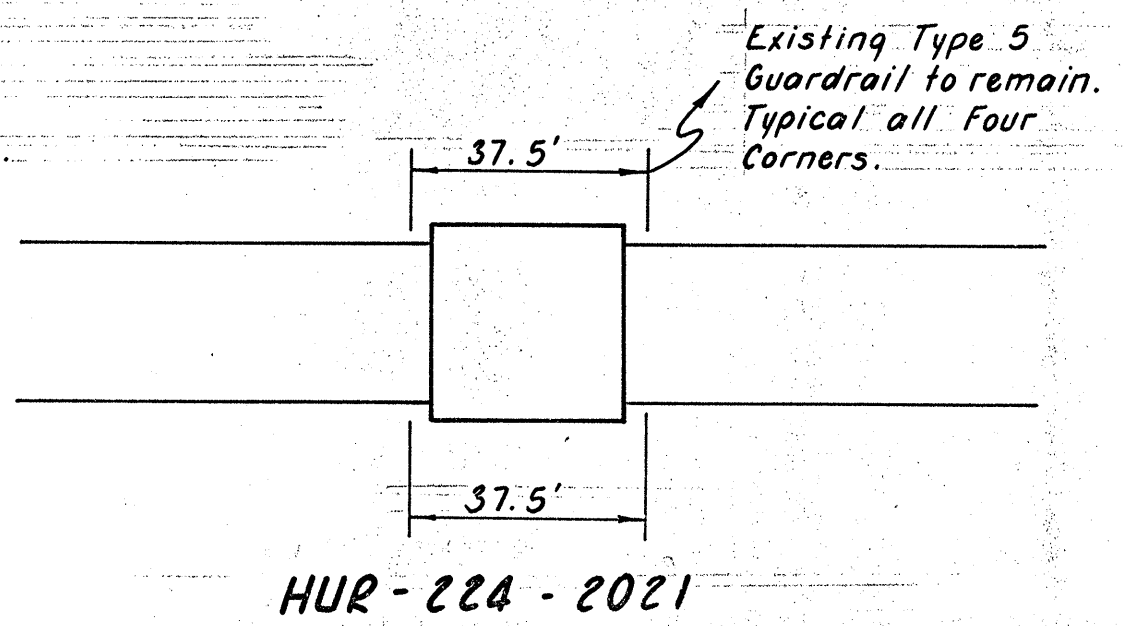 Existing Type 5
Guardrail to remain.
Typical all Four
Corners.
37.5'
37.5'
HUR - 224 - 2021